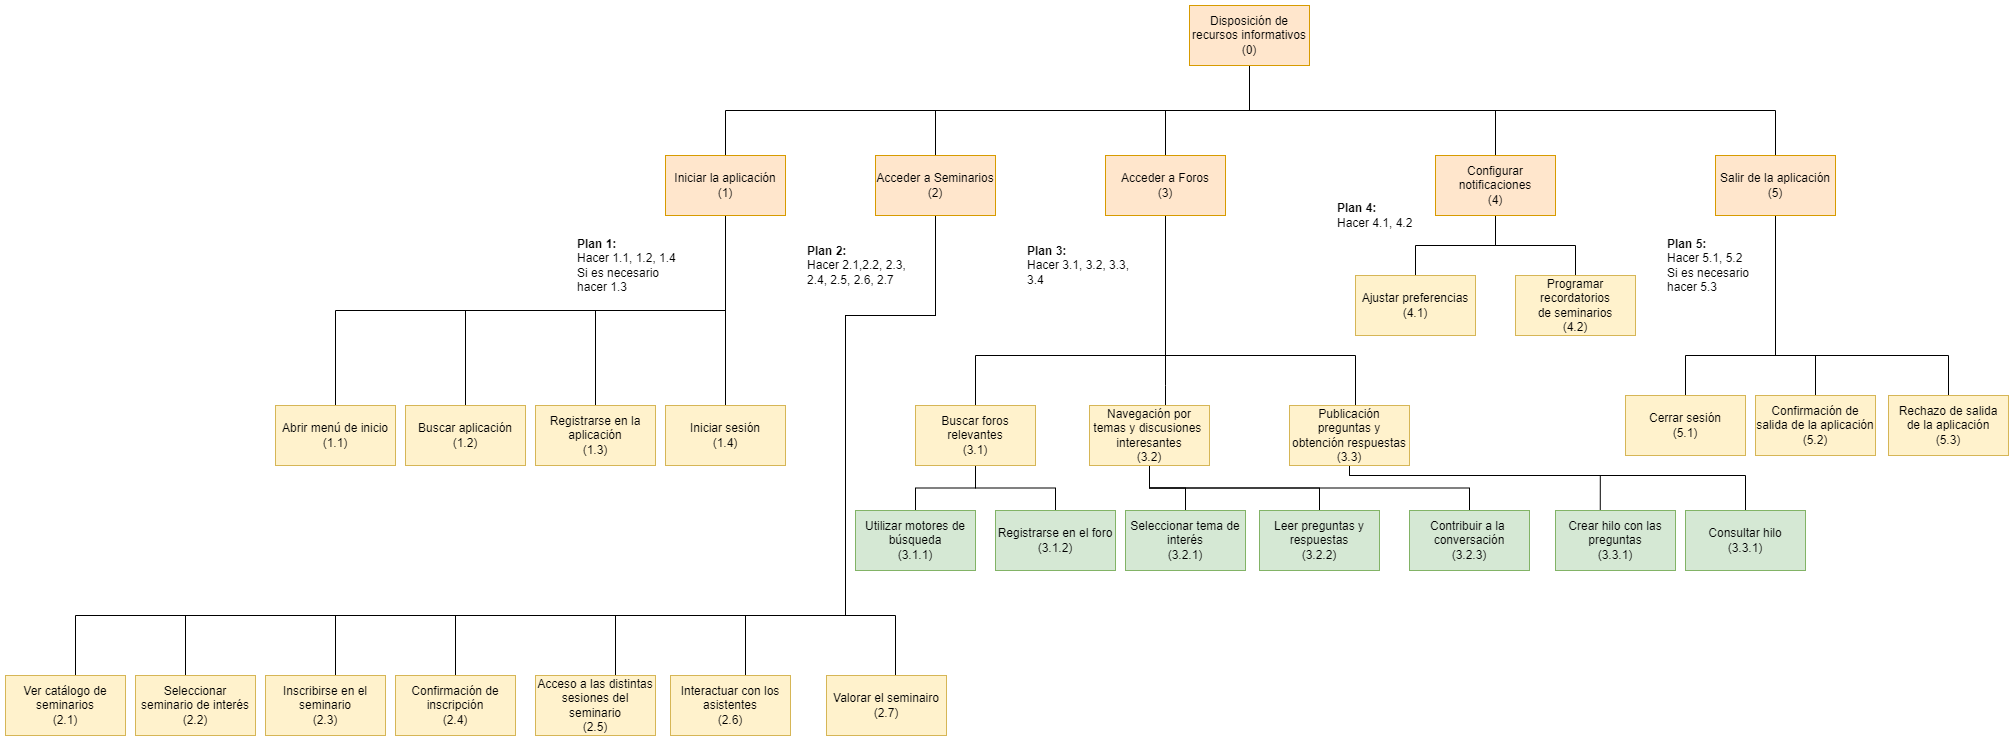 Disposición de
recursos informativos
(0)
Iniciar la aplicación
(1)
Acceder a Seminarios
(2)
Acceder a Foros
(3)
Configurar
notificaciones
(4)
Salir de la aplicación
(5)
Plan 1:
Hacer 1.1, 1.2, 1.4
Si es necesario
hacer 1.3
Plan 2:
Hacer 2.1,2.2, 2.3,
2.4, 2.5, 2.6, 2.7
Plan 3:
Hacer 3.1, 3.2, 3.3,
3.4
Plan 4:
Hacer 4.1, 4.2
Plan 5:
Hacer 5.1, 5.2
Si es necesario
hacer 5.3
Ajustar preferencias
(4.1)
Programar
recordatorios
de seminarios
(4.2)
Abrir menú de inicio
(1.1)
Buscar aplicación
(1.2)
Registrarse en la
aplicación
(1.3)
Iniciar sesión
(1.4)
Buscar foros
relevantes
(3.1)
Navegación por
temas y discusiones
interesantes
(3.2)
Publicación
preguntas y
obtención respuestas
(3.3)
Cerrar sesión
(5.1)
Confirmación de
salida de la aplicación
(5.2)
Rechazo de salida
de la aplicación
(5.3)
Utilizar motores de
búsqueda
(3.1.1)
Registrarse en el foro
(3.1.2)
Seleccionar tema de
interés
(3.2.1)
Leer preguntas y
respuestas
(3.2.2)
Contribuir a la
conversación
(3.2.3)
Crear hilo con las
preguntas
(3.3.1)
Consultar hilo
(3.3.1)
Ver catálogo de
seminarios
(2.1)
Seleccionar
seminario de interés
(2.2)
Inscribirse en el
seminario
(2.3)
Confirmación de
inscripción
(2.4)
Acceso a las distintas
sesiones del
seminario
(2.5)
Interactuar con los
asistentes
(2.6)
Valorar el seminairo
(2.7)